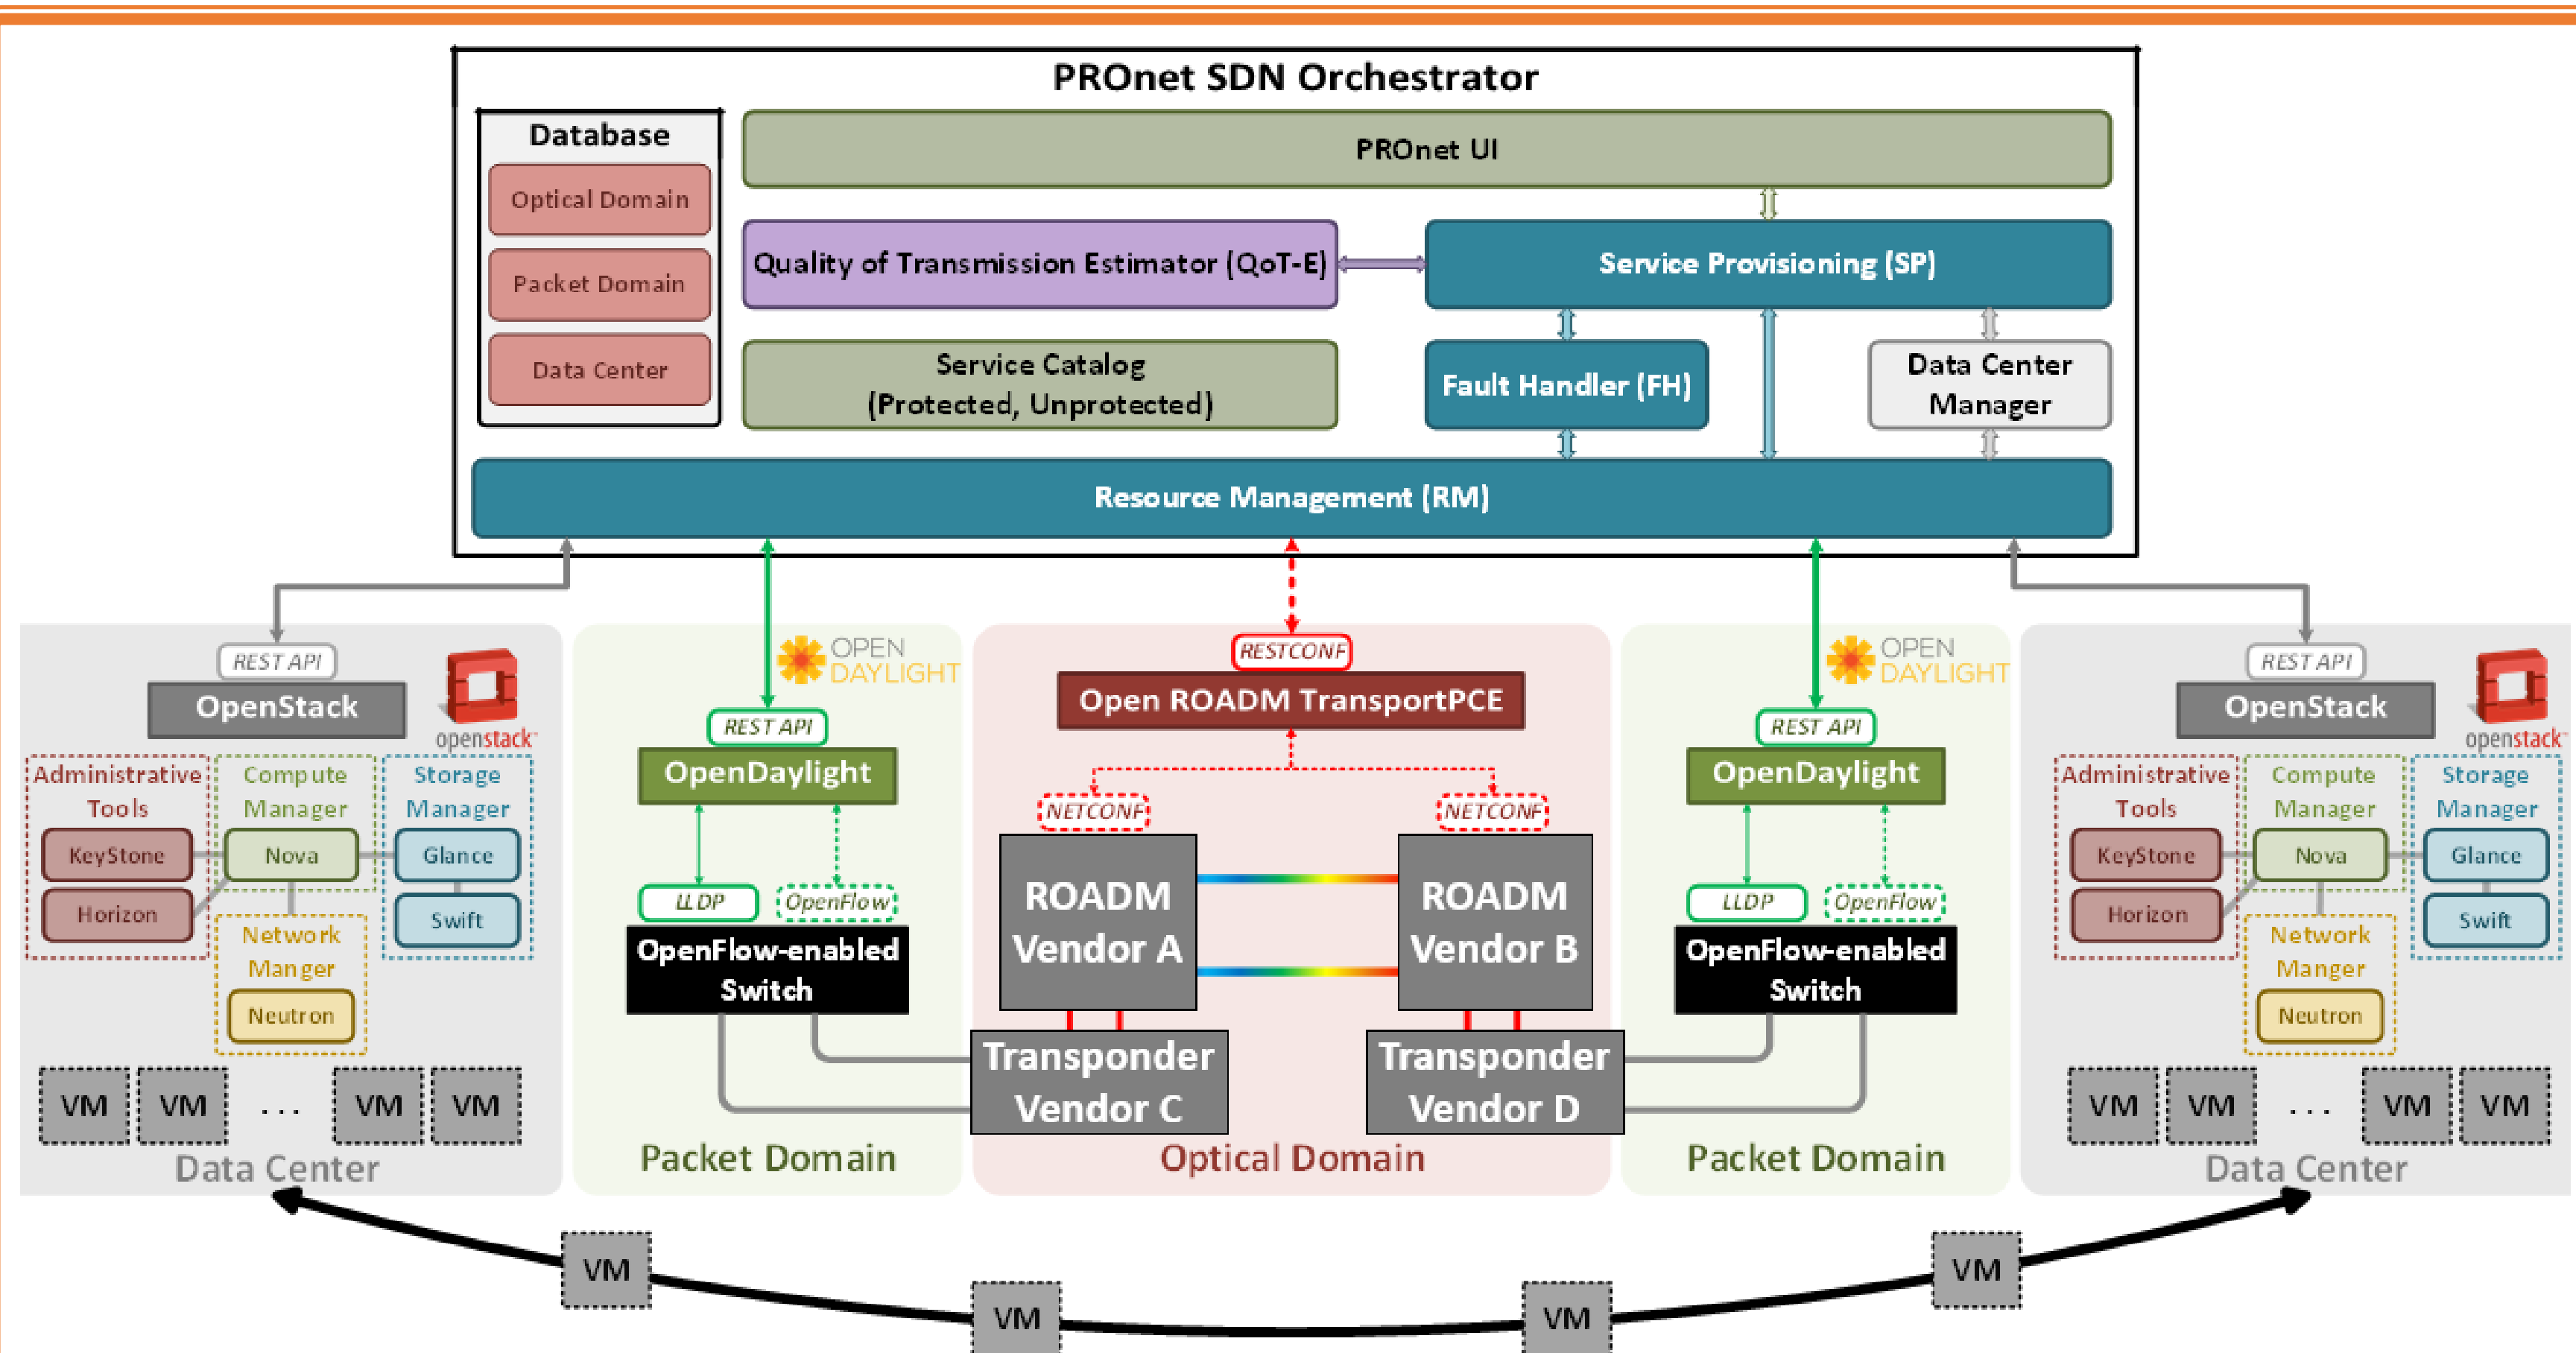 PROnet SDN Orchestrator
Database
Optical Domain
Packet Domain
Data Center
PROnet UI
Quality of Transmission Estimator (QoT-E)
Service Provisioning (SP)
Service Catalog
(Protected, Unprotected)
Fault Handler (FH)
Data Center
Manager
Resource Management (RM)
REST API
OpenStack
openstack™
Administrative
Tools
KeyStone
Horizon
Compute
Manager
Nova
Storage
Manager
Glance
Swift
Network
Manger
Neutron
VM
VM
...
VM
VM
Data Center
OPEN
DAYLIGHT
REST API
OpenDaylight
LLDP
OpenFlow
OpenFlow-enabled
Switch
Packet Domain
RESTCONF
Open ROADM TransportPCE
NETCONF
NETCONF
ROADM
Vendor A
ROADM
Vendor B
Transponder
Vendor C
Transponder
Vendor D
Optical Domain
OPEN
DAYLIGHT
REST API
OpenDaylight
LLDP
OpenFlow
OpenFlow-enabled
Switch
Packet Domain
REST API
OpenStack
openstack™
Administrative
Tools
KeyStone
Horizon
Compute
Manager
Nova
Storage
Manager
Glance
Swift
Network
Manger
Neutron
VM
VM
...
VM
VM
Data Center
VM
VM
VM
VM